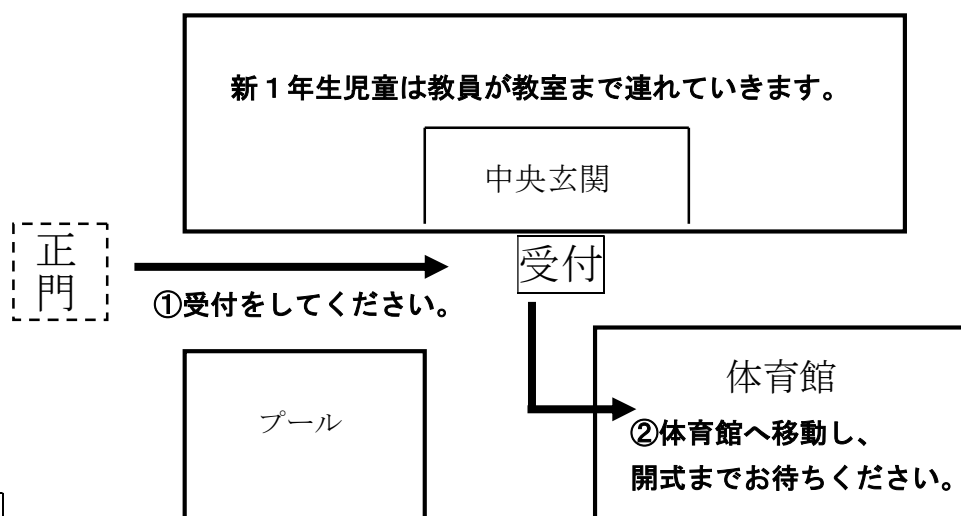 新１年生児童は教員が教室まで連れていきます。
中央玄関
正
門
受付
①受付をしてください。
体育館
プール
②体育館へ移動し、
開式までお待ちください。